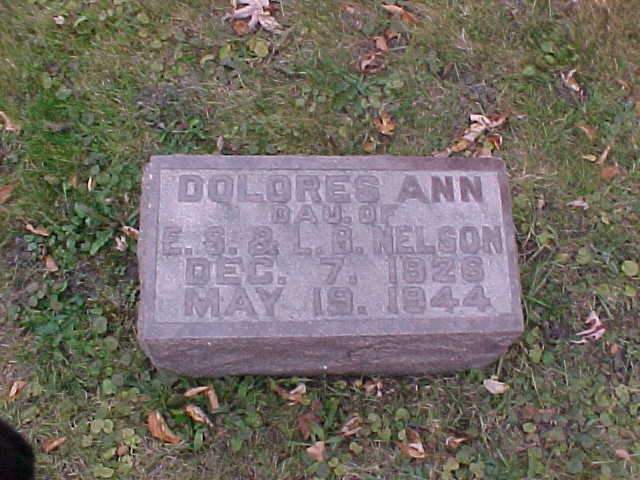 DOLORES ANN
DAU. OF
E. S. & L. B. NELSON
DEC. 7. 1926
MAY 19. 1944